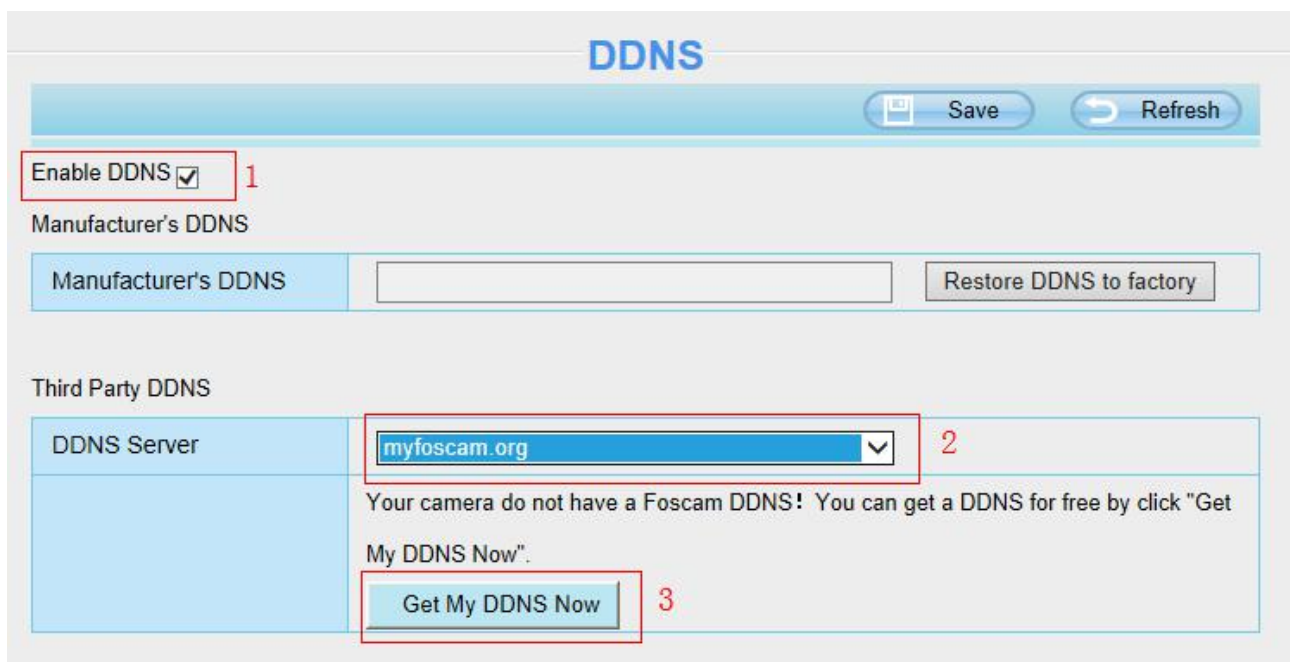 DDNS
Save
Refresh
Enable DDNS
1
Manufacturer's DDNS
Manufacturer's DDNS
Restore DDNS to factory
Third Party DDNS
DDNS Server
myfoscam.org
2
Your camera do not have a Foscam DDNS! You can get a DDNS for free by click "Get
My DDNS Now".
Get My DDNS Now
3